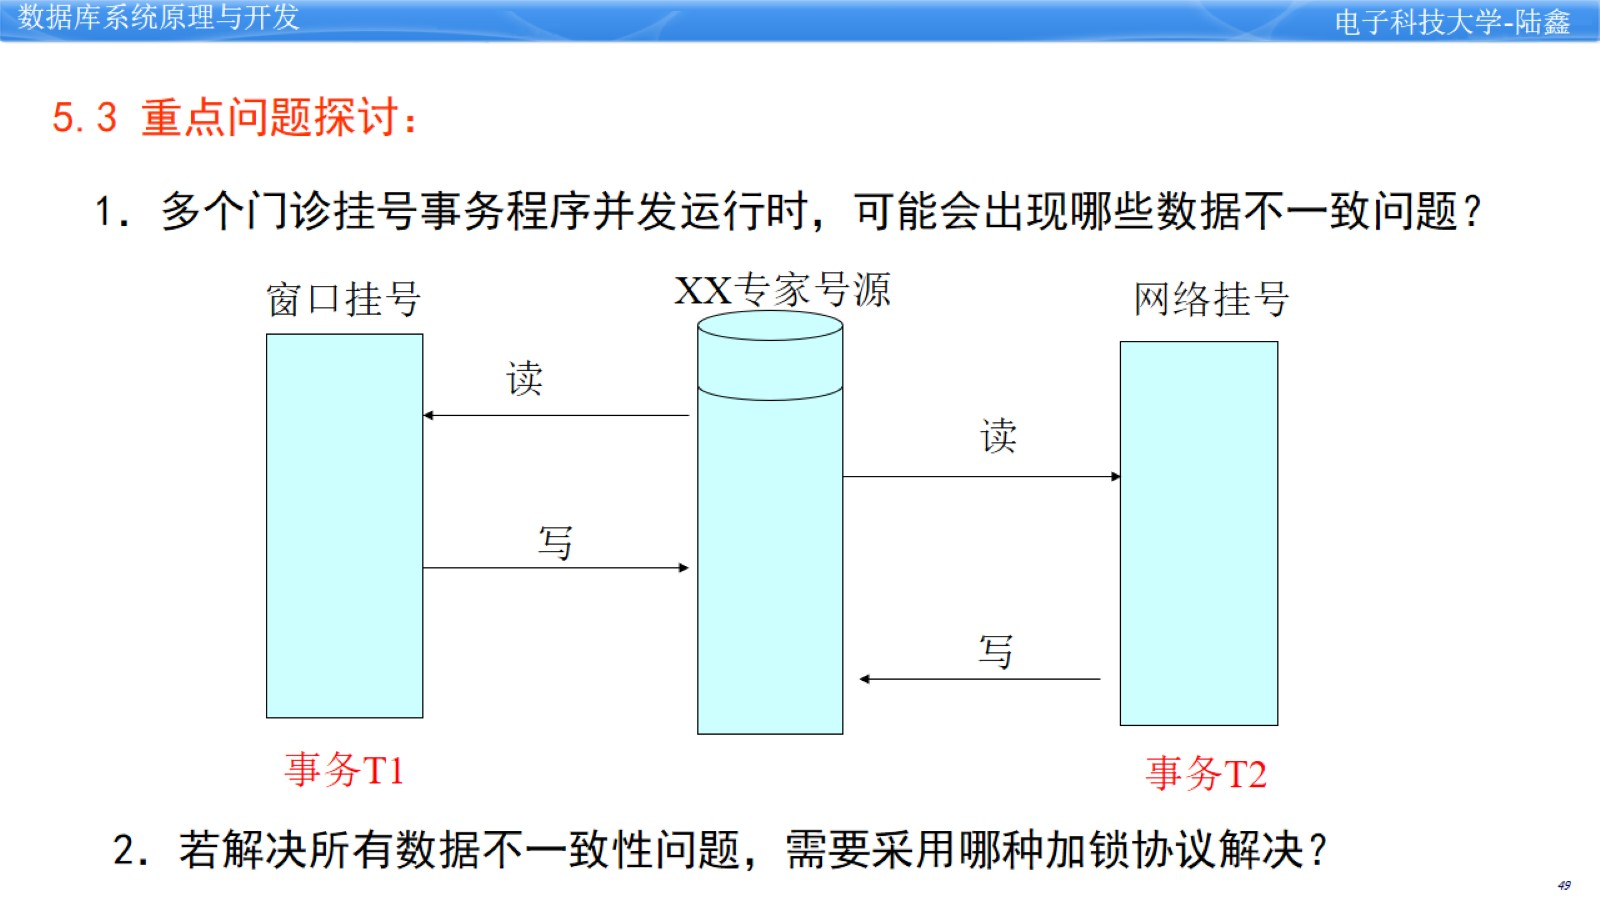 数据库系统原理与开发
电子科技大学-陆鑫
5.3 重点问题探讨：
1．多个门诊挂号事务程序并发运行时，可能会出现哪些数据不一致问题？
窗口挂号
XX专家号源
网络挂号
读
读
写
写
事务T1
事务T2
2．若解决所有数据不一致性问题，需要采用哪种加锁协议解决？
49